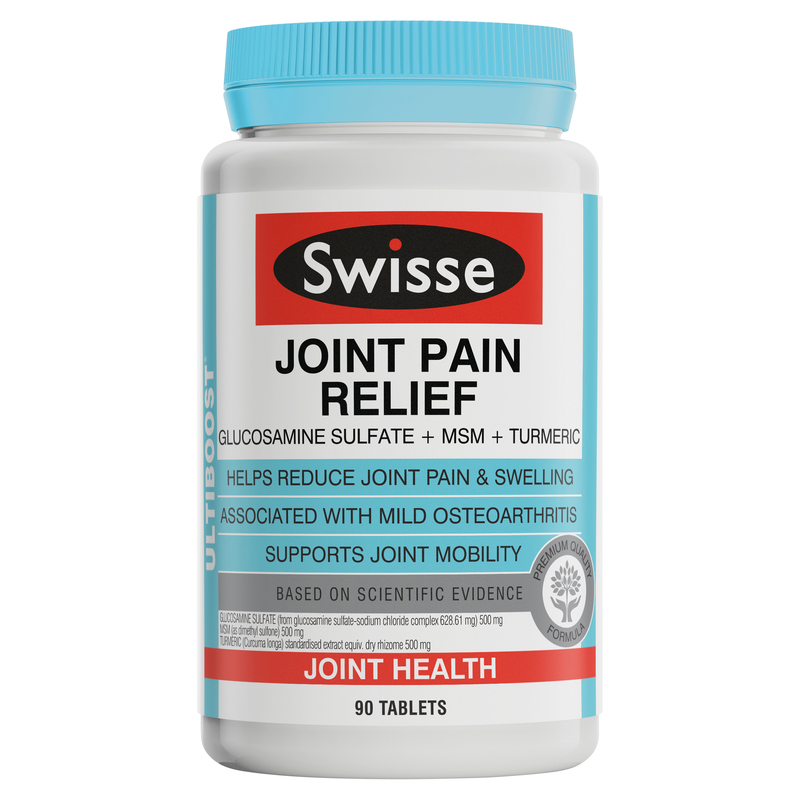 Swisse
JOINT PAIN
RELIEF
GLUCOSAMINE SULFATE + MSM + TURMERIC
HELPS REDUCE JOINT PAIN & SWELLING
ASSOCIATED WITH MILD OSTEOARTHRITIS
SUPPORTS JOINT MOBILITY
BASED ON SCIENTIFIC EVIDENCE
PREMIUM QUALITY
FORMULA
GLUCOSAMINE SULFATE (from glucosamine sulfate-sodium chloride complex 628.61 mg) 500 mg
MSM (as dimethyl sulfone) 500 mg
TURMERIC (Curcuma longa) standardised extract equiv. dry rhizome 500 mg
JOINT HEALTH
90 TABLETS
ULTIBOOST